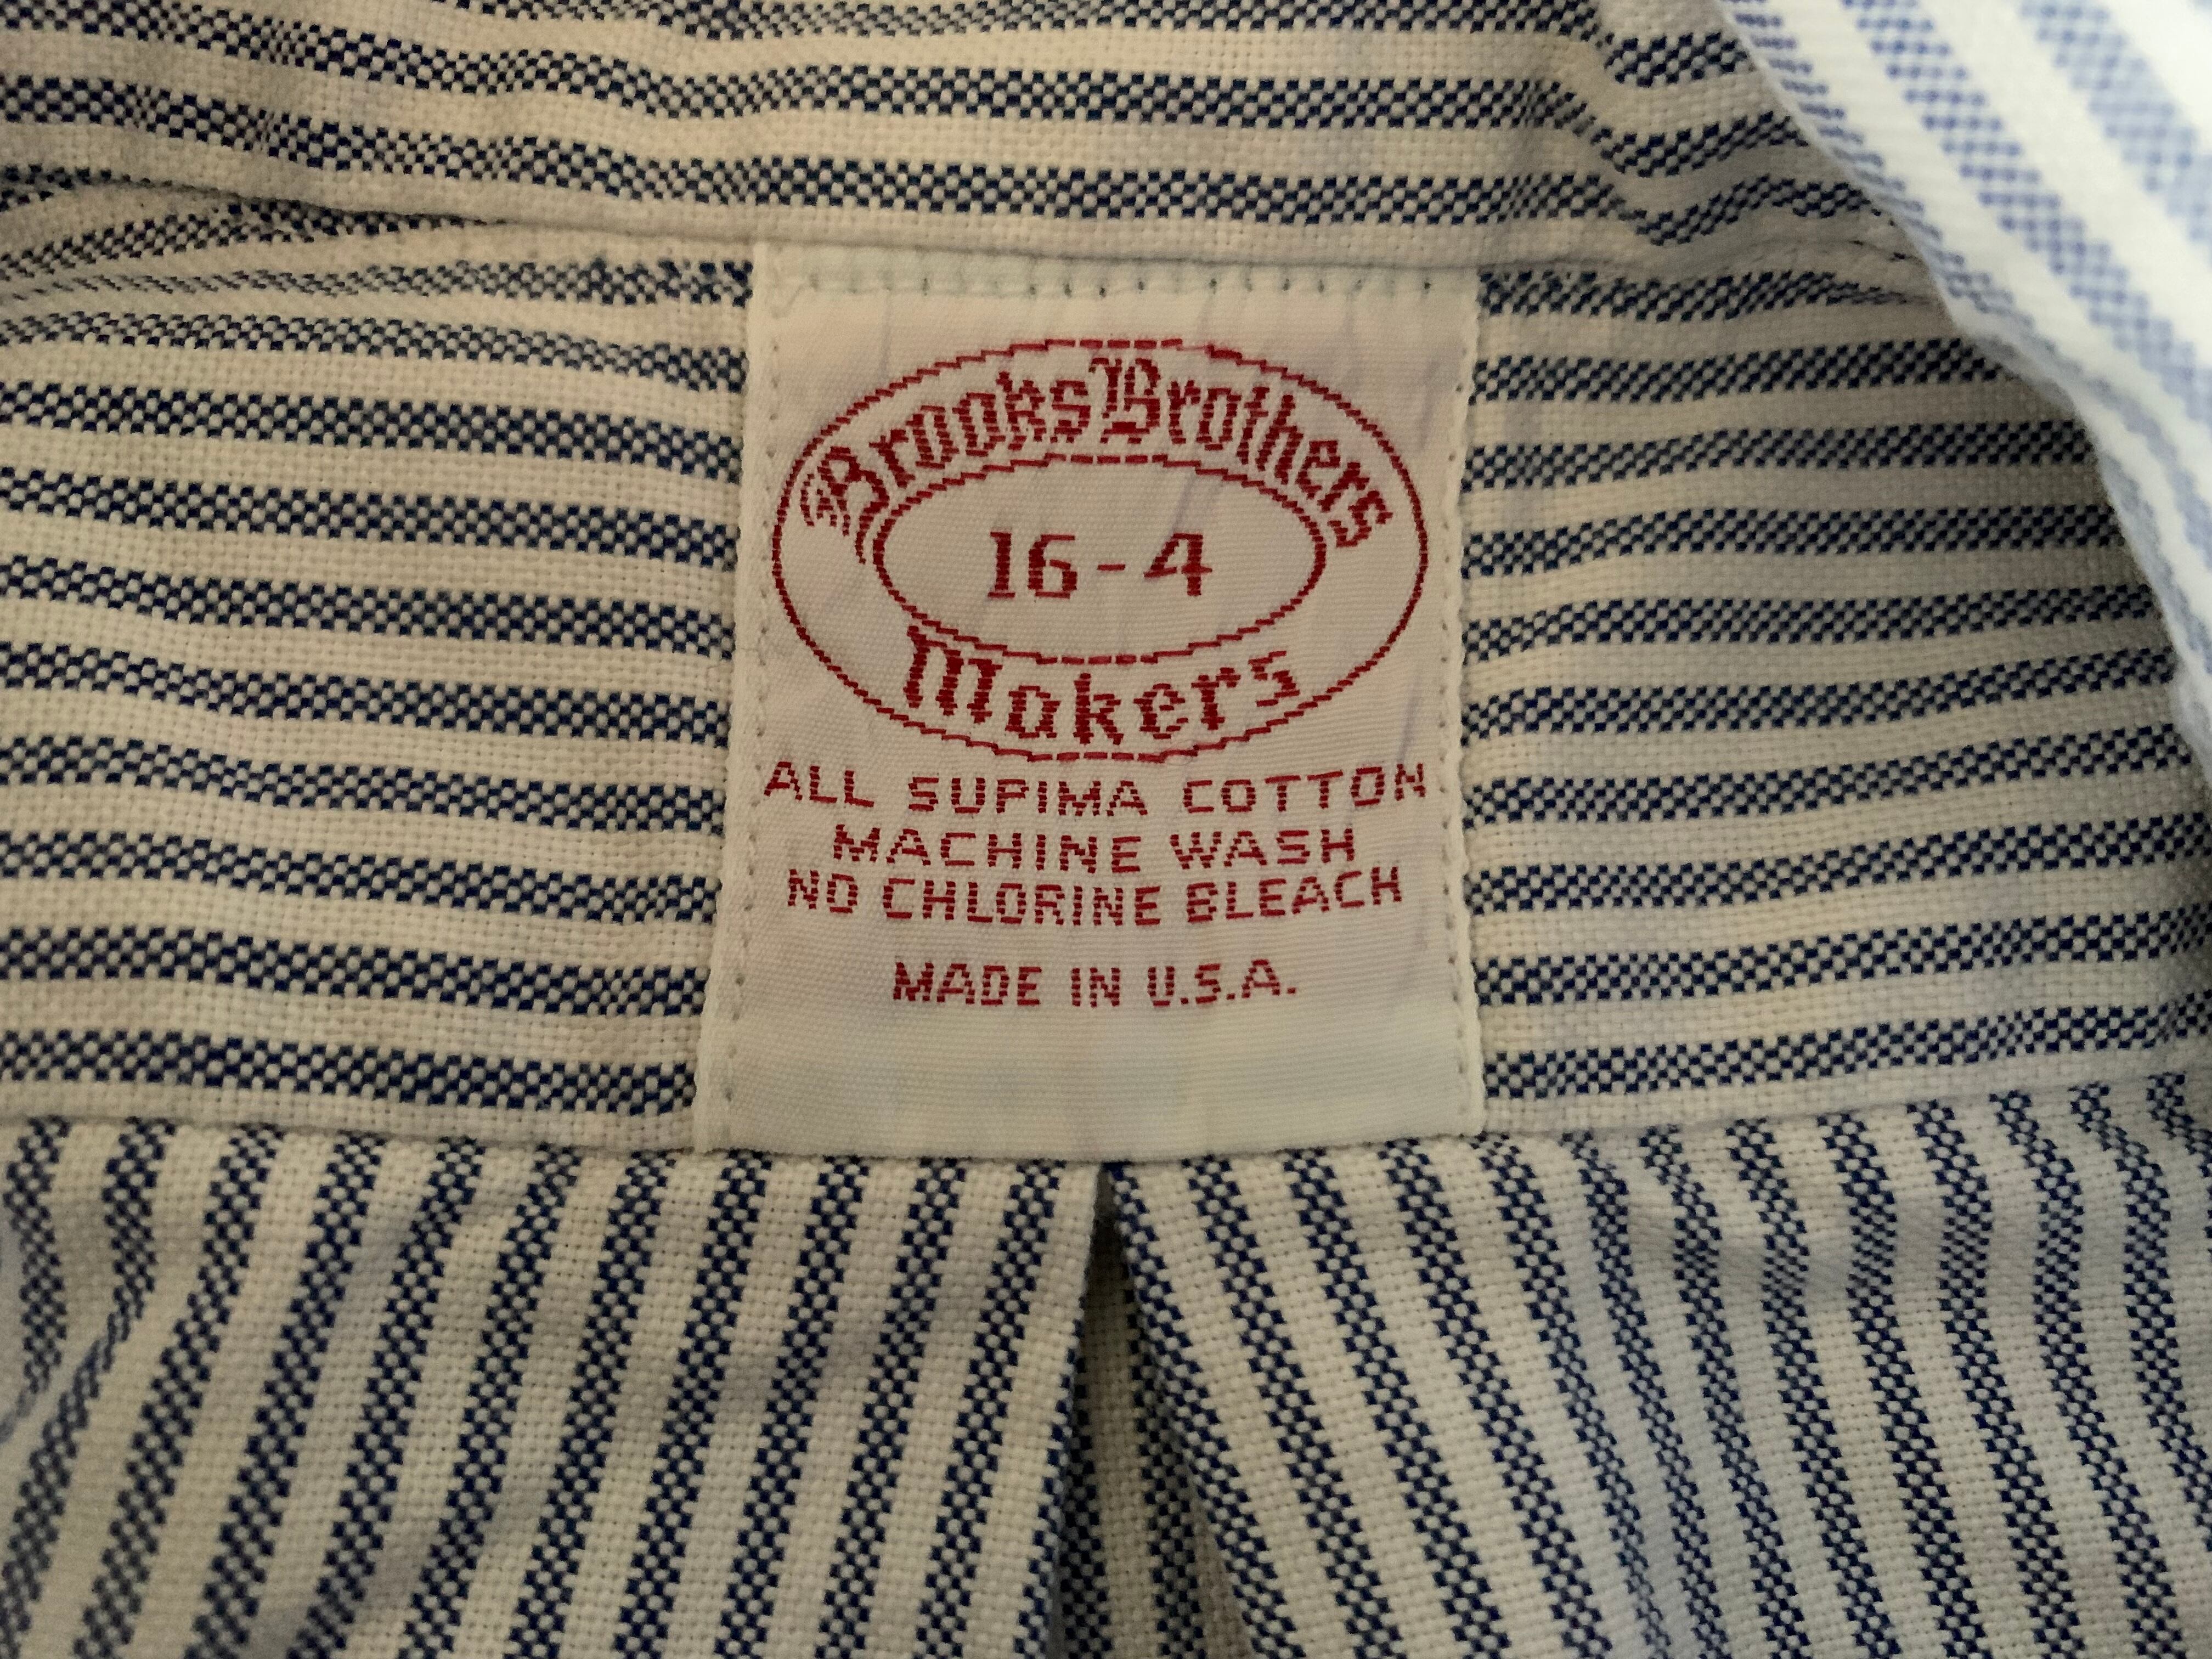 Brooks Brothers
16-4
Makers
ALL SUPIMA COTTON
MACHINE WASH
NO CHLORINE BLEACH
MADE IN U.S.A.